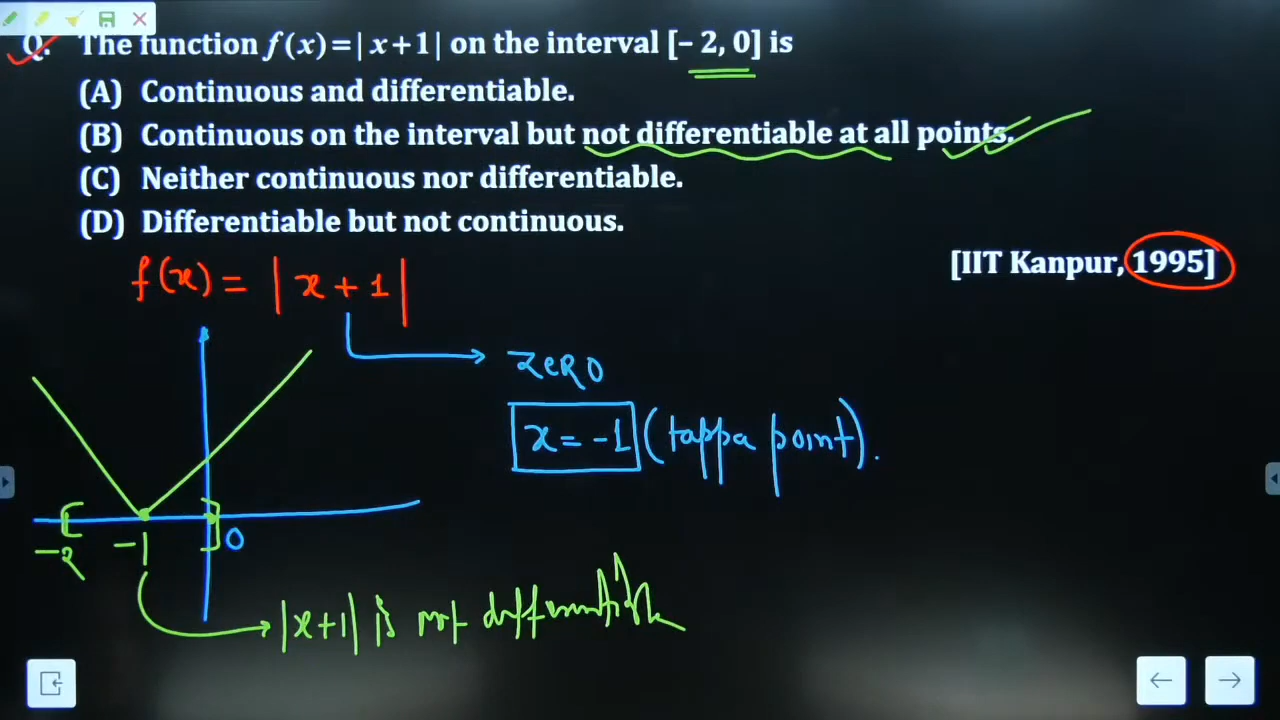 Q. The function f(x)=| x+1| on the interval [– 2, 0] is
(A) Continuous and differentiable.
(B) Continuous on the interval but not differentiable at all points.
(C) Neither continuous nor differentiable.
(D) Differentiable but not continuous.
[IIT Kanpur, 1995]
f(x) = | x + 1 |
ZERO
x = -1 (tappa point).
-2 -1 0
|x+1| is not differentiable